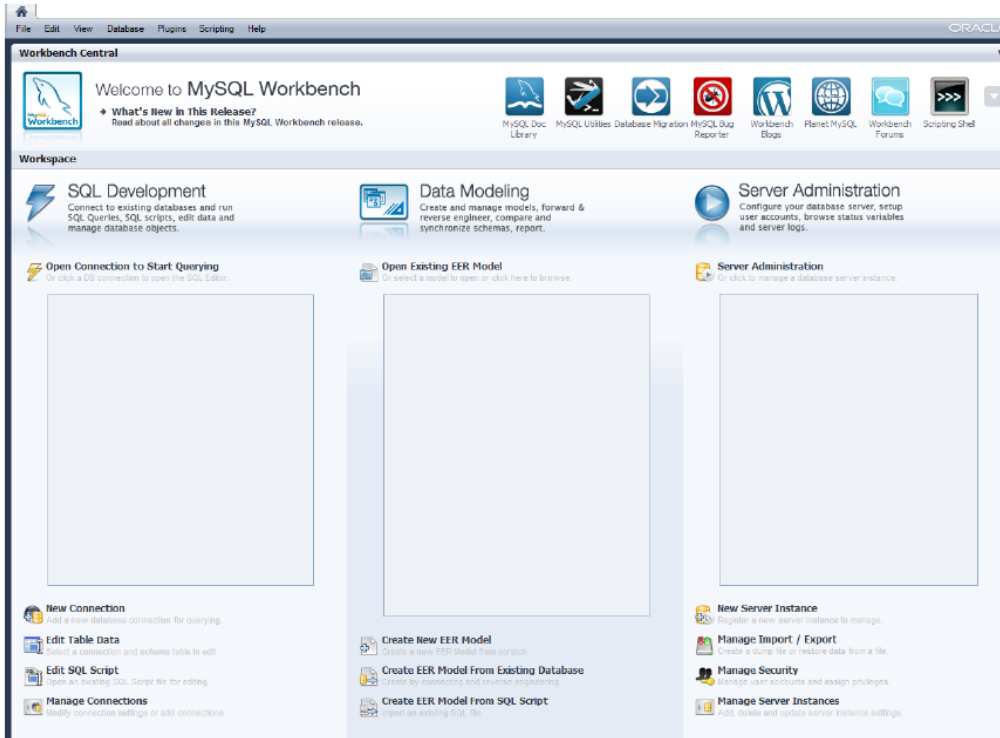 File Edit View Database Plugins Scripting Help
ORACL
Workbench Central
Welcome to MySQL Workbench
What's New in This Release?
Read about all changes in this MySQL Workbench release.
MySQL
Workbench
MySQL Doc Library
MySQL Utilities
Database Migration
MySQL Bug Reporter
Workbench Blogs
Planet MySQL
Workbench Forums
>>>
Scripting Shell
Workspace
SQL Development
Connect to existing databases and run
SQL Queries, SQL scripts, edit data and
manage database objects.
Data Modeling
Create and manage models, forward &
reverse engineer, compare and
synchronize schemas, report.
Server Administration
Configure your database server, setup
user accounts, browse status variables
and server logs.
Open Connection to Start Querying
Or click a DB connection to open the SQL Editor.
Open Existing EER Model
Or select a model to open or click here to browse.
Server Administration
Or click to manage a database server instance.
New Connection
Add a new database connection for querying.
Edit Table Data
Select a connection and schema table to edit.
Edit SQL Script
Open an existing SQL Script file for editing.
Manage Connections
Modify connection settings or add connections.
Create New EER Model
Create a new EER Model from scratch.
Create EER Model From Existing Database
Create by connecting and reverse engineering.
Create EER Model From SQL Script
Import an existing SQL file.
New Server Instance
Register a new server instance to manage.
Manage Import / Export
Create a dump file or restore data from a file.
Manage Security
Manage user accounts and assign privileges.
Manage Server Instances
Add, delete and update server instance settings.